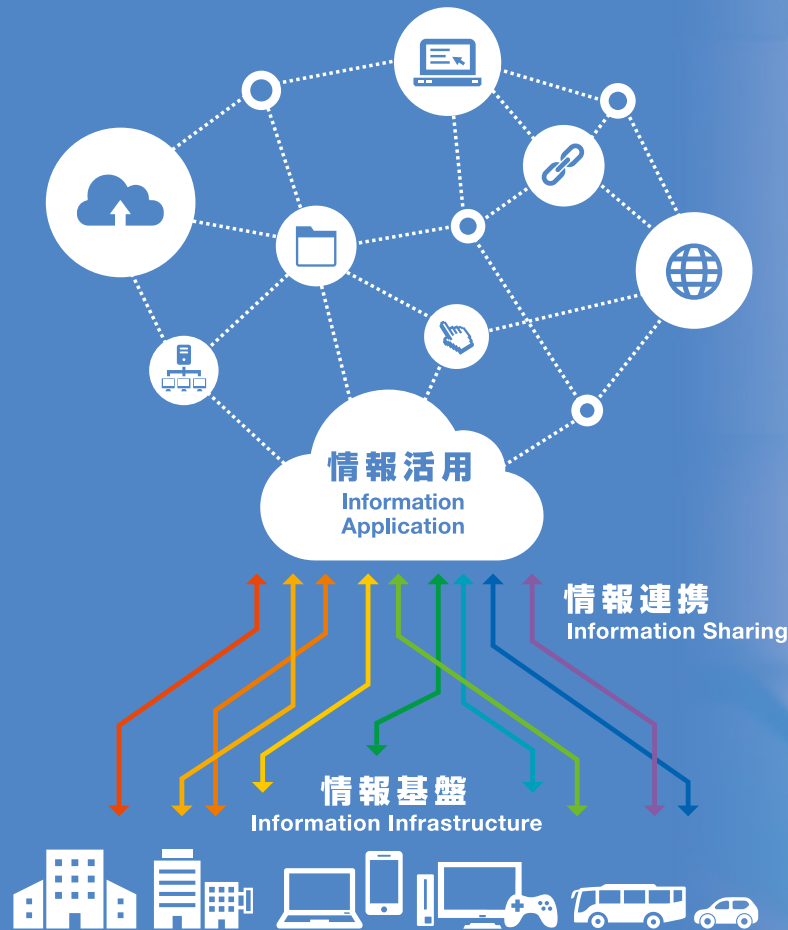 情報活用
Information
Application
情報連携
Information Sharing
情報基盤
Information Infrastructure